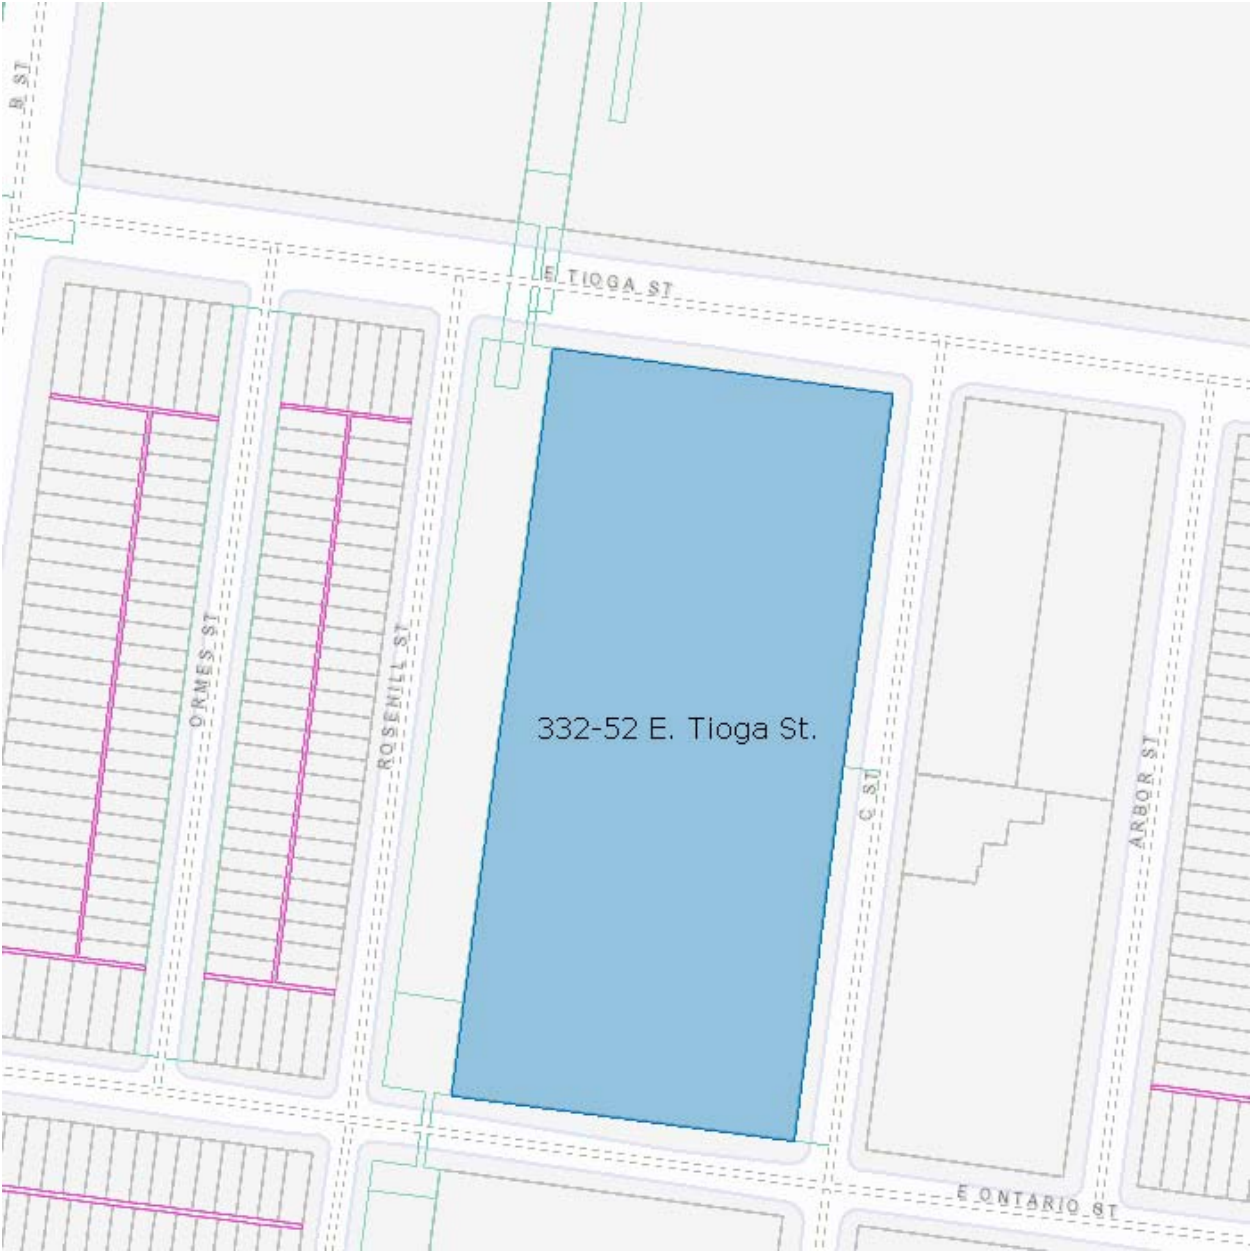 B ST
E TIOGA ST
ORMES ST
ROSEHILL ST
332-52 E. Tioga St.
C ST
ARBOR ST
E ONTARIO ST